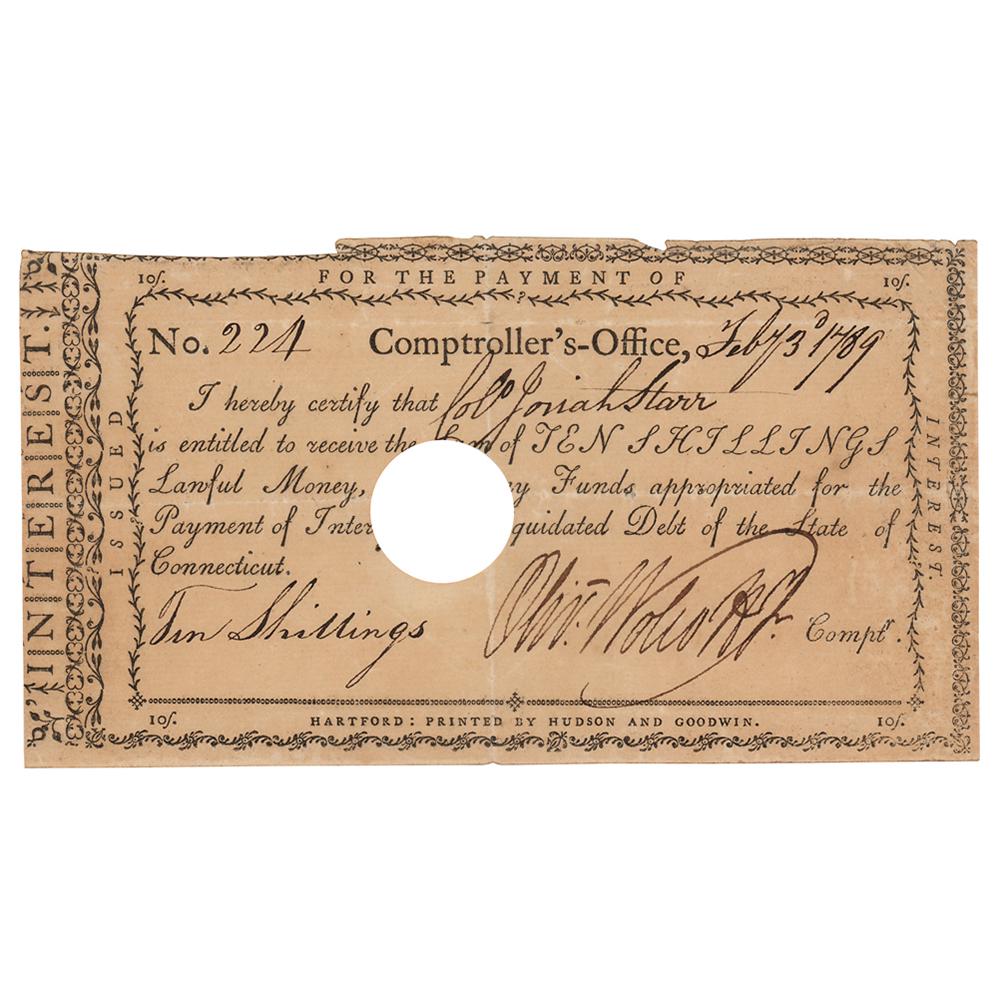 10ſ. FOR THE PAYMENT OF 10ſ.
INTEREST.
ISSUED
No. 224 Comptroller's-Office, Feby 3d 1789
I hereby certify that Colo Josiah Starr
is entitled to receive the of TEN SHILLINGS
Lawful Money, Funds appropriated for the
Payment of Inter quidated Debt of the State of
Connecticut.
Ten Shillings Olivr. Wolcott Jr. Comptr.
INTEREST.
10ſ. HARTFORD: PRINTED BY HUDSON AND GOODWIN. 10ſ.